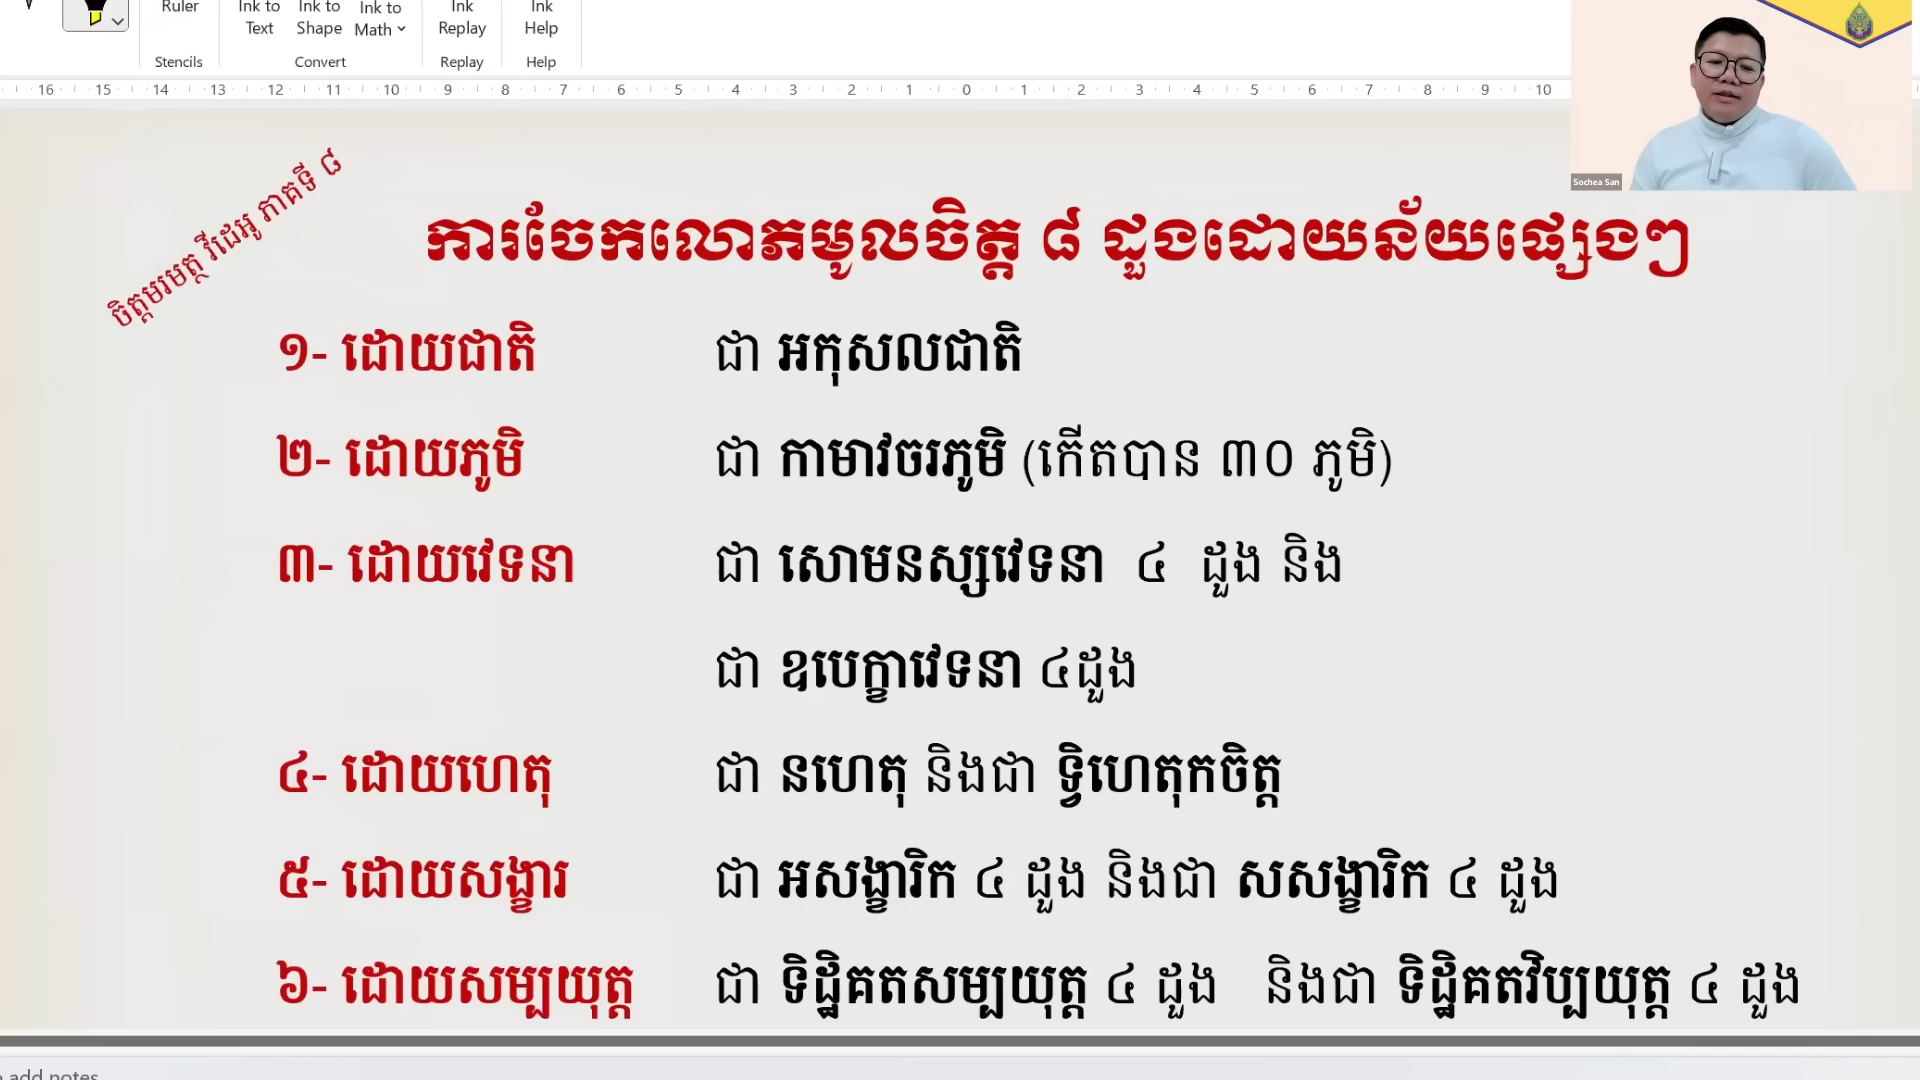 Ruler
Ink to Text
Ink to Shape
Ink to Math
Ink Replay
Ink Help
Stencils
Convert
Replay
Help
16 15 14 13 12 11 10 9 8 7 6 5 4 3 2 1 0 1 2 3 4 5 6 7 8 9 10
Sochea San
ចិត្តមរមត្ថ វីដេអូ ភាគទី ៨
ការចែកលោភមូលចិត្ត ៨ ដួងដោយន័យផ្សេងៗ
១- ដោយជាតិ ជា អកុសលជាតិ
២- ដោយភូមិ ជា កាមាវចរភូមិ (កើតបាន ៣០ ភូមិ)
៣- ដោយវេទនា ជា សោមនស្សវេទនា ៤ ដួង និង
ជា ឧបេក្ខាវេទនា ៤ដួង
៤- ដោយហេតុ ជា នហេតុ និងជា ទ្វិហេតុកចិត្ត
៥- ដោយសង្ខារ ជា អសង្ខារិក ៤ ដួង និងជា សសង្ខារិក ៤ ដួង
៦- ដោយសម្បយុត្ត ជា ទិដ្ឋិគតសម្បយុត្ត ៤ ដួង និងជា ទិដ្ឋិគតវិប្បយុត្ត ៤ ដួង
add notes